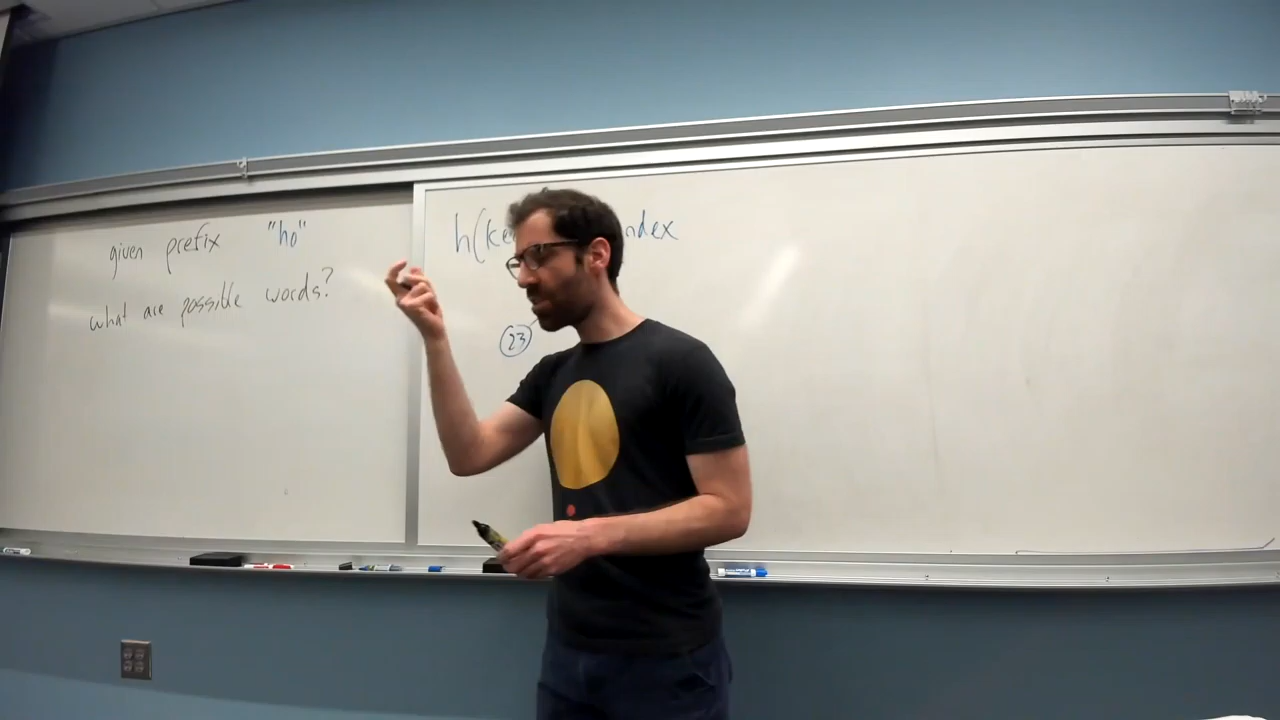 given prefix "ho"
what are possible words?
h(ke ndex
23